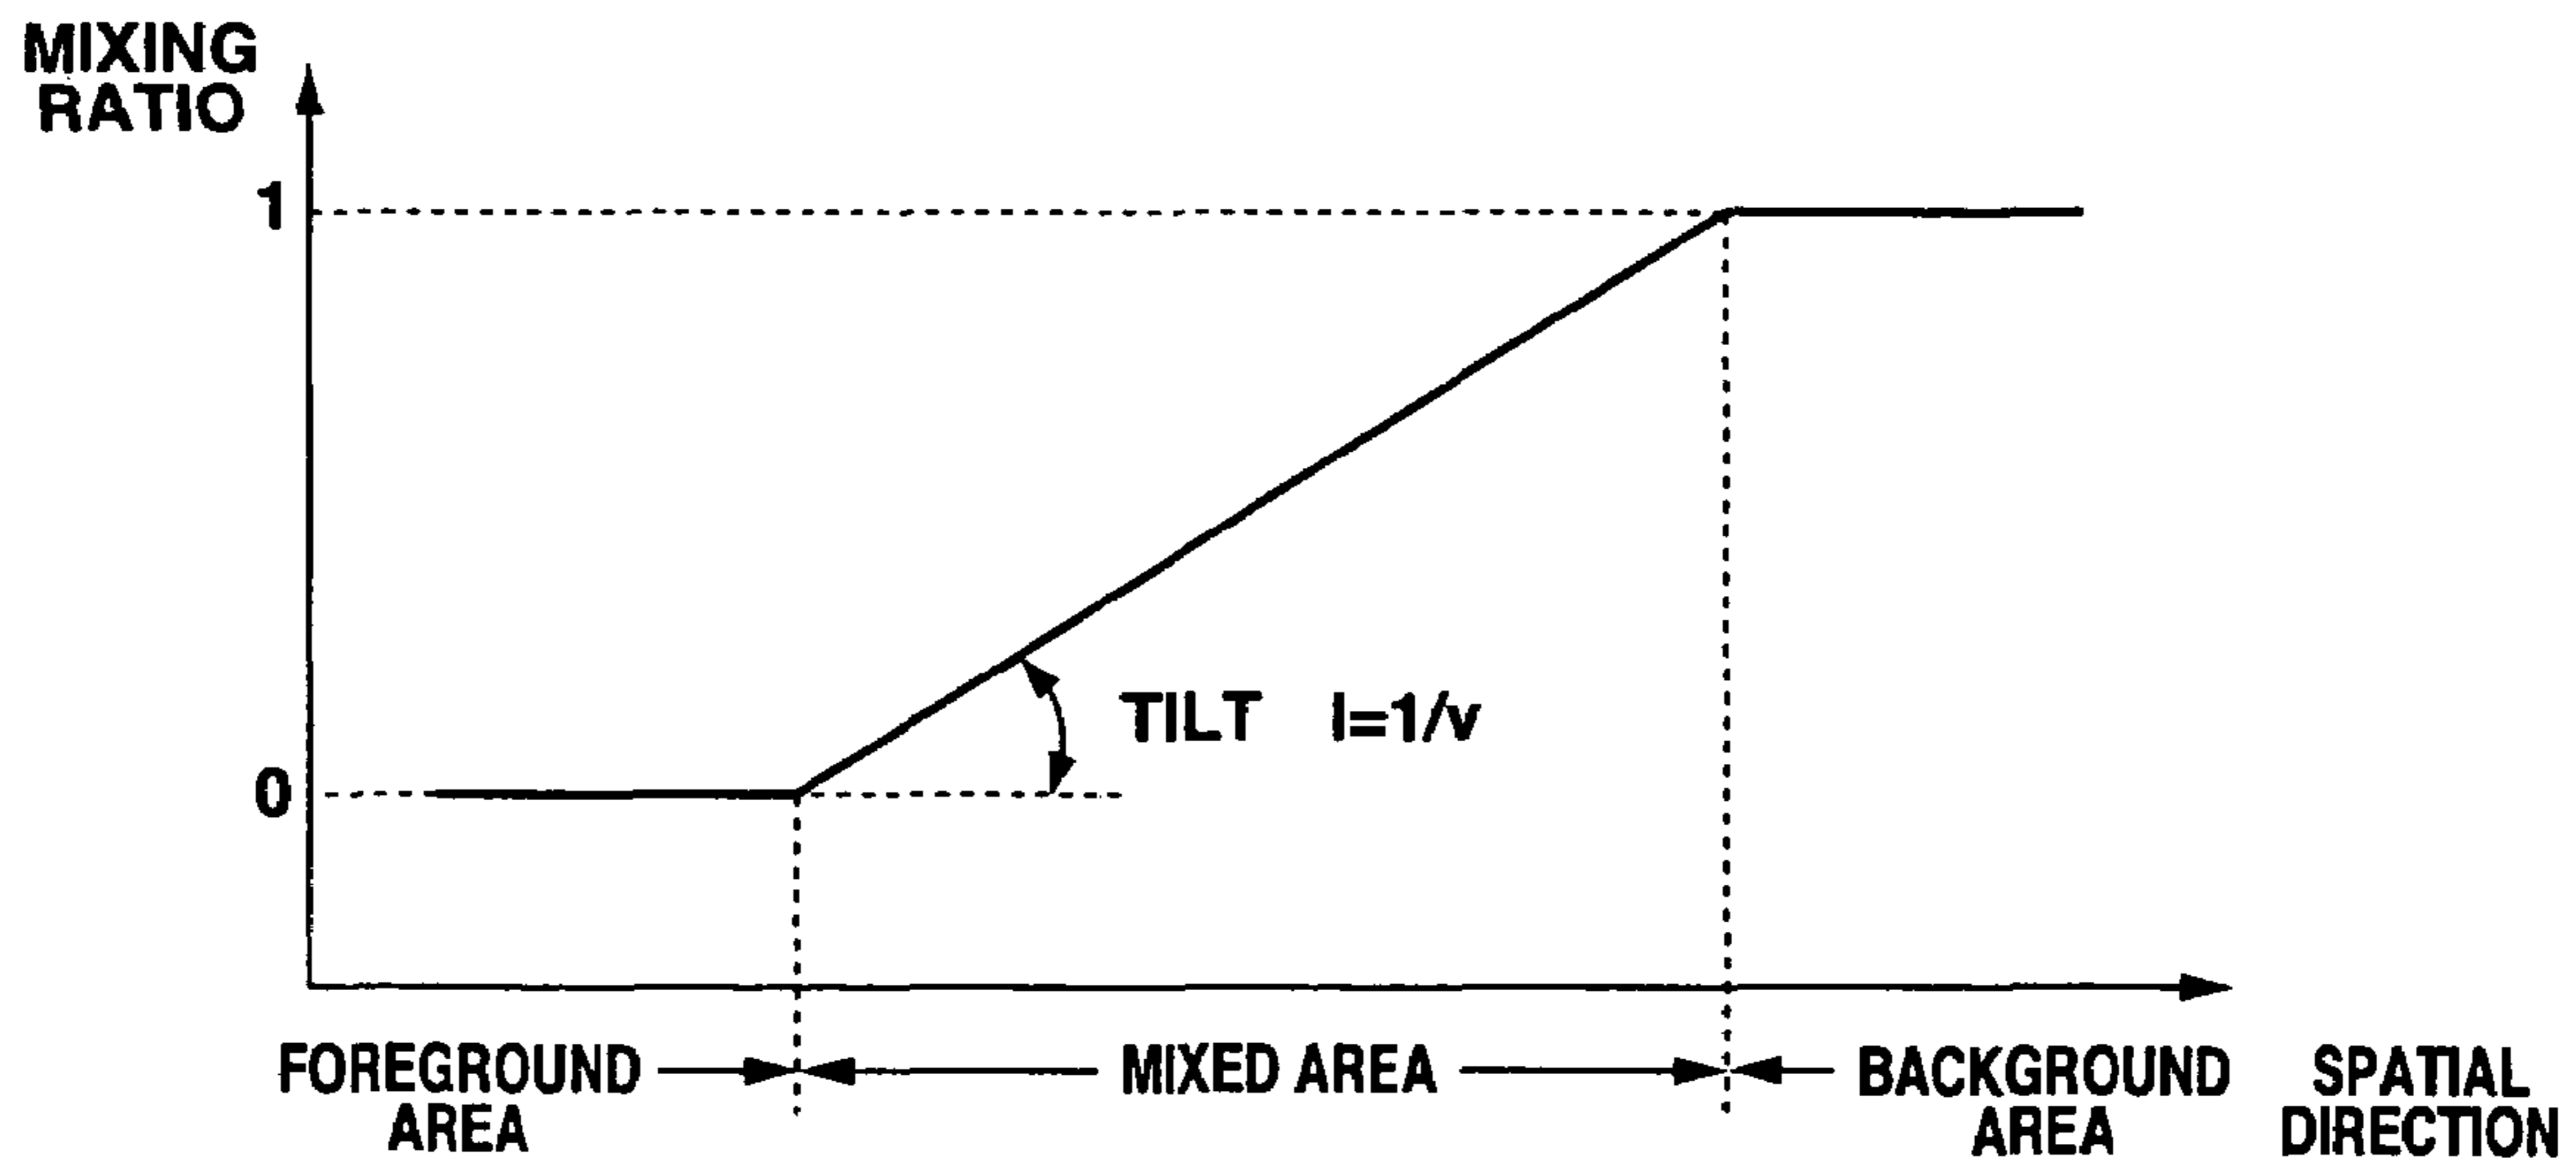 MIXING
RATIO
1
0
TILT I=1/v
FOREGROUND
AREA
MIXED AREA
BACKGROUND
AREA
SPATIAL
DIRECTION